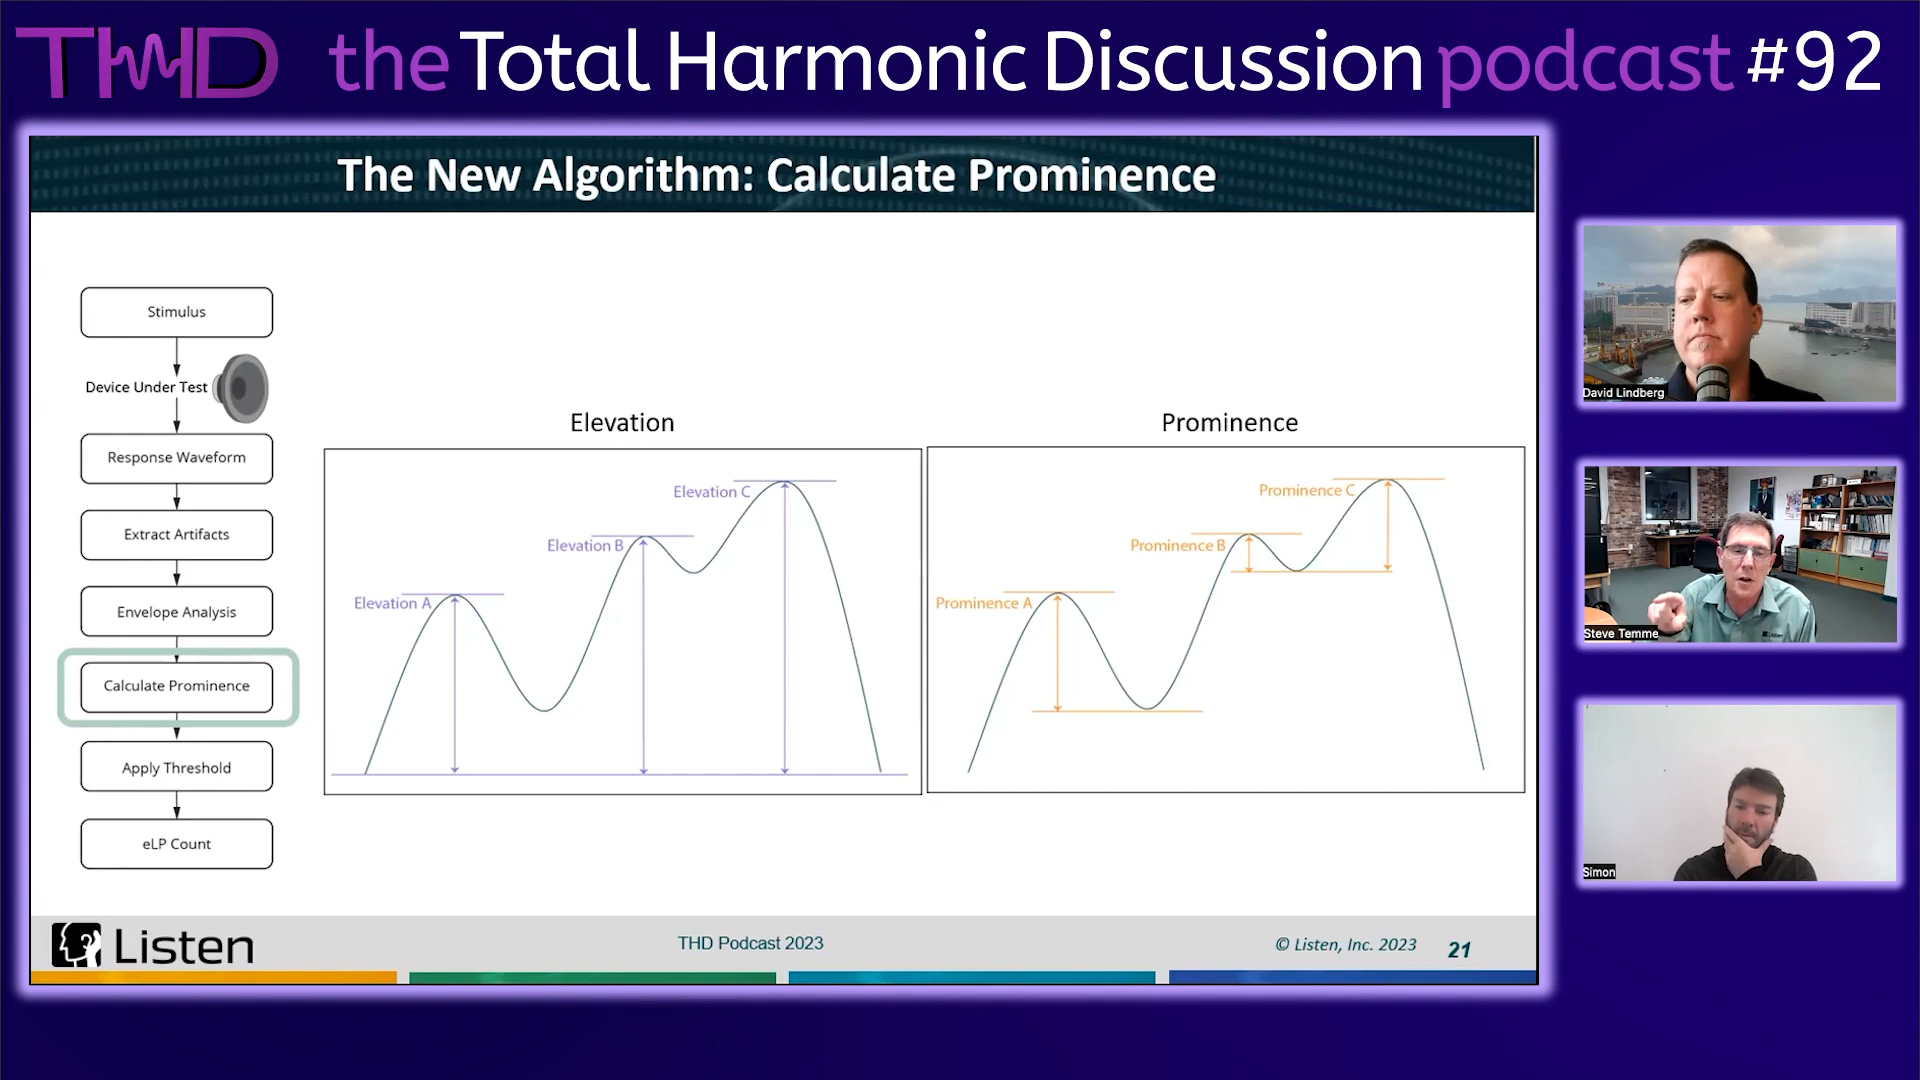 THD the Total Harmonic Discussion podcast #92
The New Algorithm: Calculate Prominence
Stimulus
Device Under Test
Response Waveform
Extract Artifacts
Envelope Analysis
Calculate Prominence
Apply Threshold
eLP Count
Elevation
Elevation A
Elevation B
Elevation C
Prominence
Prominence A
Prominence B
Prominence C
Listen
THD Podcast 2023
© Listen, Inc. 2023
21
David Lindberg
Steve Temme
Listen
Simon